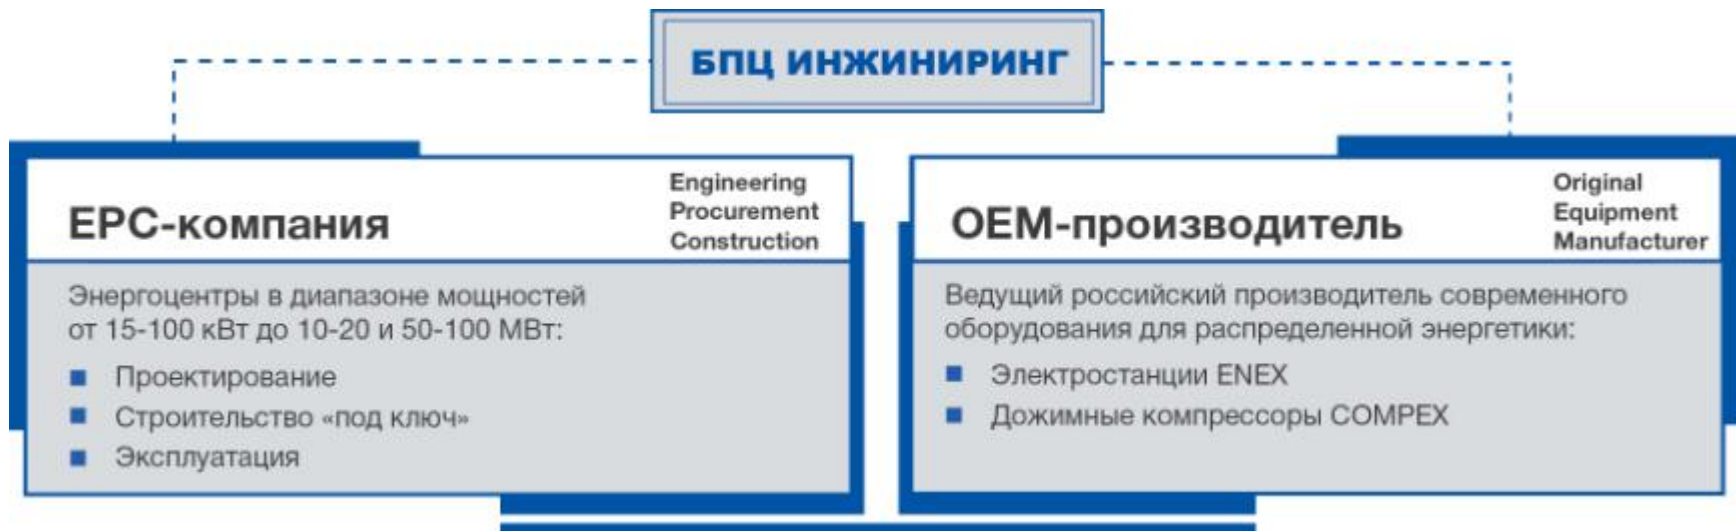 БПЦ ИНЖИНИРИНГ
EPC-компания
Engineering
Procurement
Construction
Энергоцентры в диапазоне мощностей
от 15-100 кВт до 10-20 и 50-100 МВт:
Проектирование
Строительство «под ключ»
Эксплуатация
OEM-производитель
Original
Equipment
Manufacturer
Ведущий российский производитель современного
оборудования для распределенной энергетики:
Электростанции ENEX
Дожимные компрессоры COMPEX